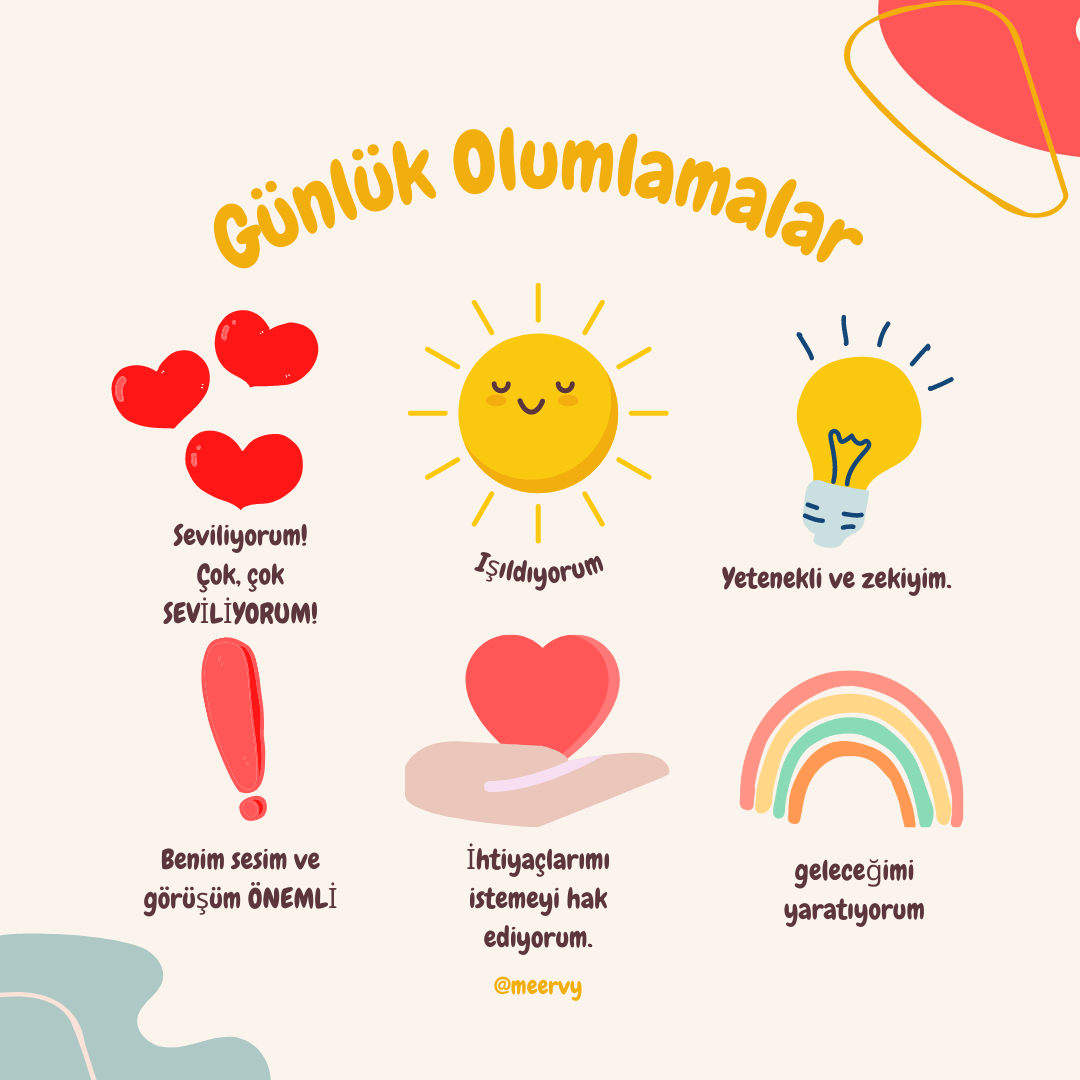 Günlük Olumlamalar
Seviliyorum!
Çok, çok
SEVİLİYORUM!
Işıldıyorum
Yetenekli ve zekiyim.
Benim sesim ve
görüşüm ÖNEMLİ
İhtiyaçlarımı
istemeyi hak
ediyorum.
geleceğimi
yaratıyorum
@meervy